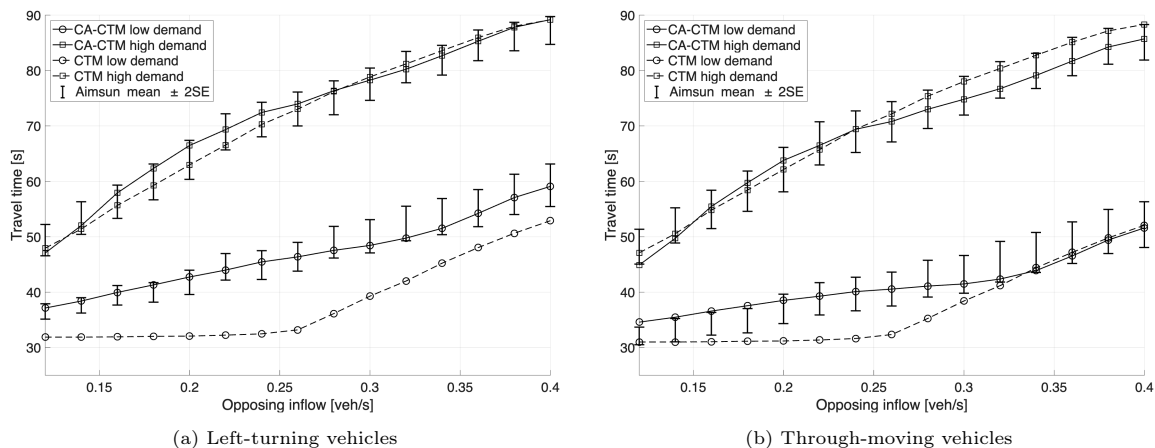 90
80
70
60
50
40
30
Travel time [s]
CA-CTM low demand
CA-CTM high demand
CTM low demand
CTM high demand
Aimsun mean ± 2SE
0.15 0.2 0.25 0.3 0.35 0.4
Opposing inflow [veh/s]
(a) Left-turning vehicles
90
80
70
60
50
40
30
Travel time [s]
CA-CTM low demand
CA-CTM high demand
CTM low demand
CTM high demand
Aimsun mean ± 2SE
0.15 0.2 0.25 0.3 0.35 0.4
Opposing inflow [veh/s]
(b) Through-moving vehicles